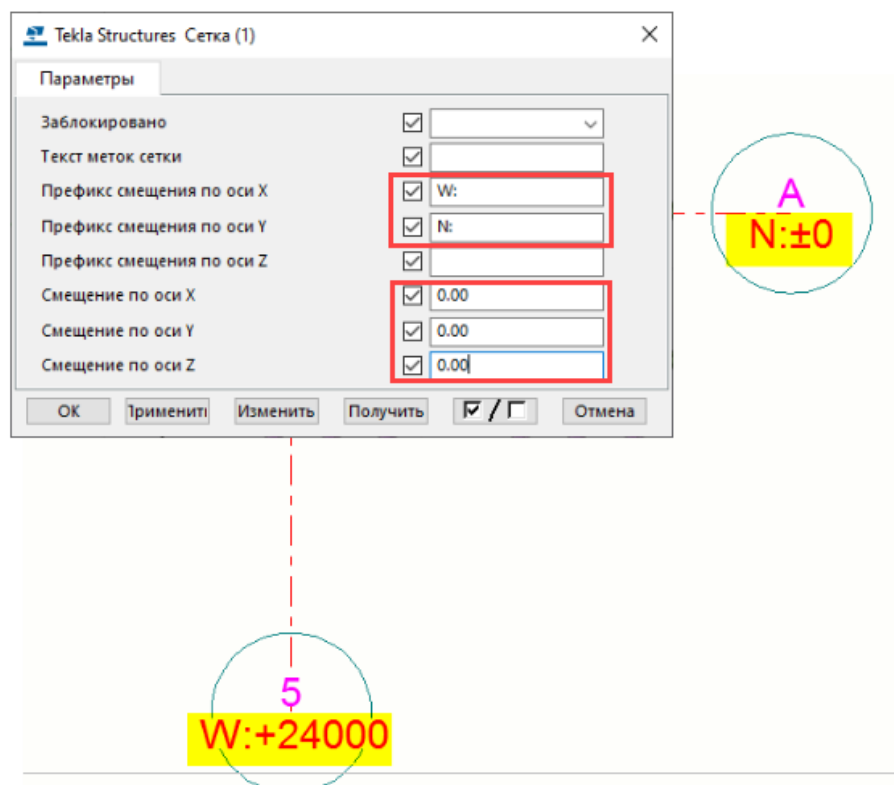 Tekla Structures Сетка (1)
Параметры
Заблокировано
Текст меток сетки
Префикс смещения по оси X
W:
Префикс смещения по оси Y
N:
Префикс смещения по оси Z
Смещение по оси X
0.00
Смещение по оси Y
0.00
Смещение по оси Z
0.00
ОК Применить Изменить Получить / Отмена
A
N:±0
5
W:+24000